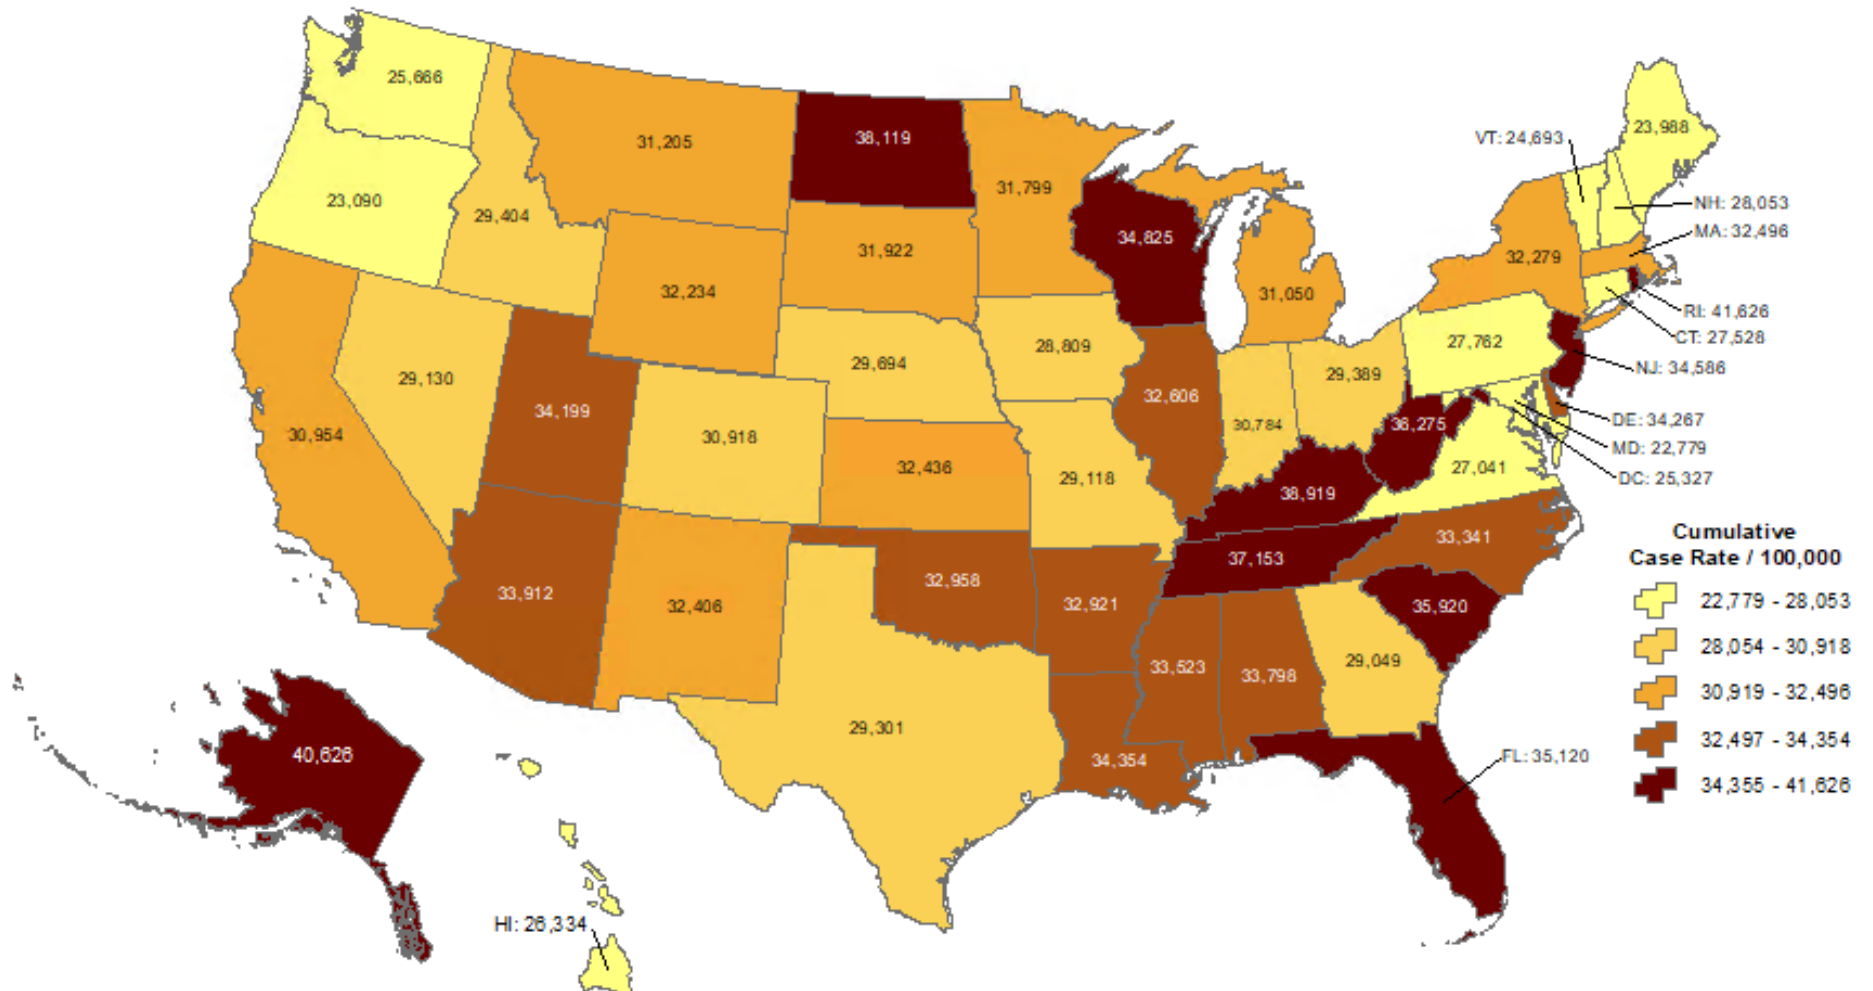 25,666
38,119
31,205
31,799
23,988
VT: 24,693
23,090
29,404
NH: 28,053
MA: 32,496
34,825
31,922
32,279
32,234
31,050
RI: 41,626
CT: 27,528
27,762
28,809
NJ: 34,586
29,694
29,389
29,130
32,606
34,199
DE: 34,267
30,784
36,275
30,954
30,918
MD: 22,779
32,436
27,041
29,118
DC: 25,327
38,919
33,341
37,153
Cumulative
Case Rate / 100,000
22,779 - 28,053
28,054 - 30,918
30,919 - 32,496
32,497 - 34,354
34,355 - 41,626
33,912
32,406
32,958
32,921
35,920
33,523
33,798
29,049
29,301
40,626
34,354
FL: 35,120
HI: 26,334